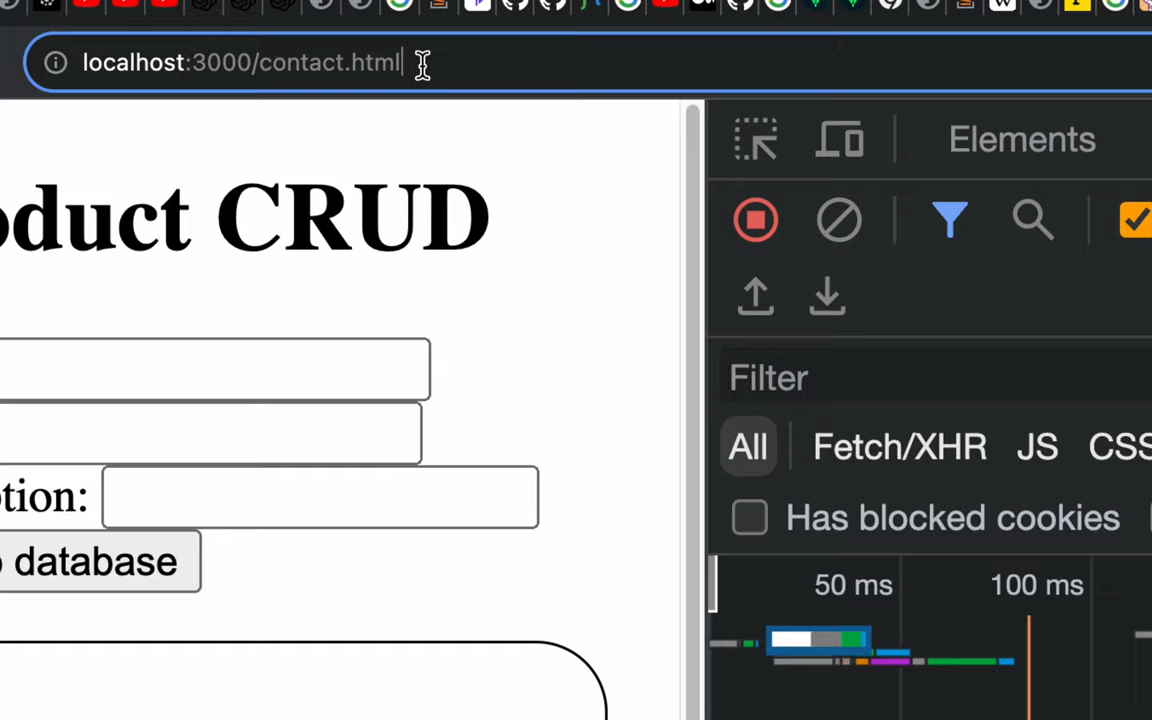 localhost:3000/contact.html
oduct CRUD
Elements
Filter
All Fetch/XHR JS CSS
Has blocked cookies
otion:
o database
50 ms 100 ms